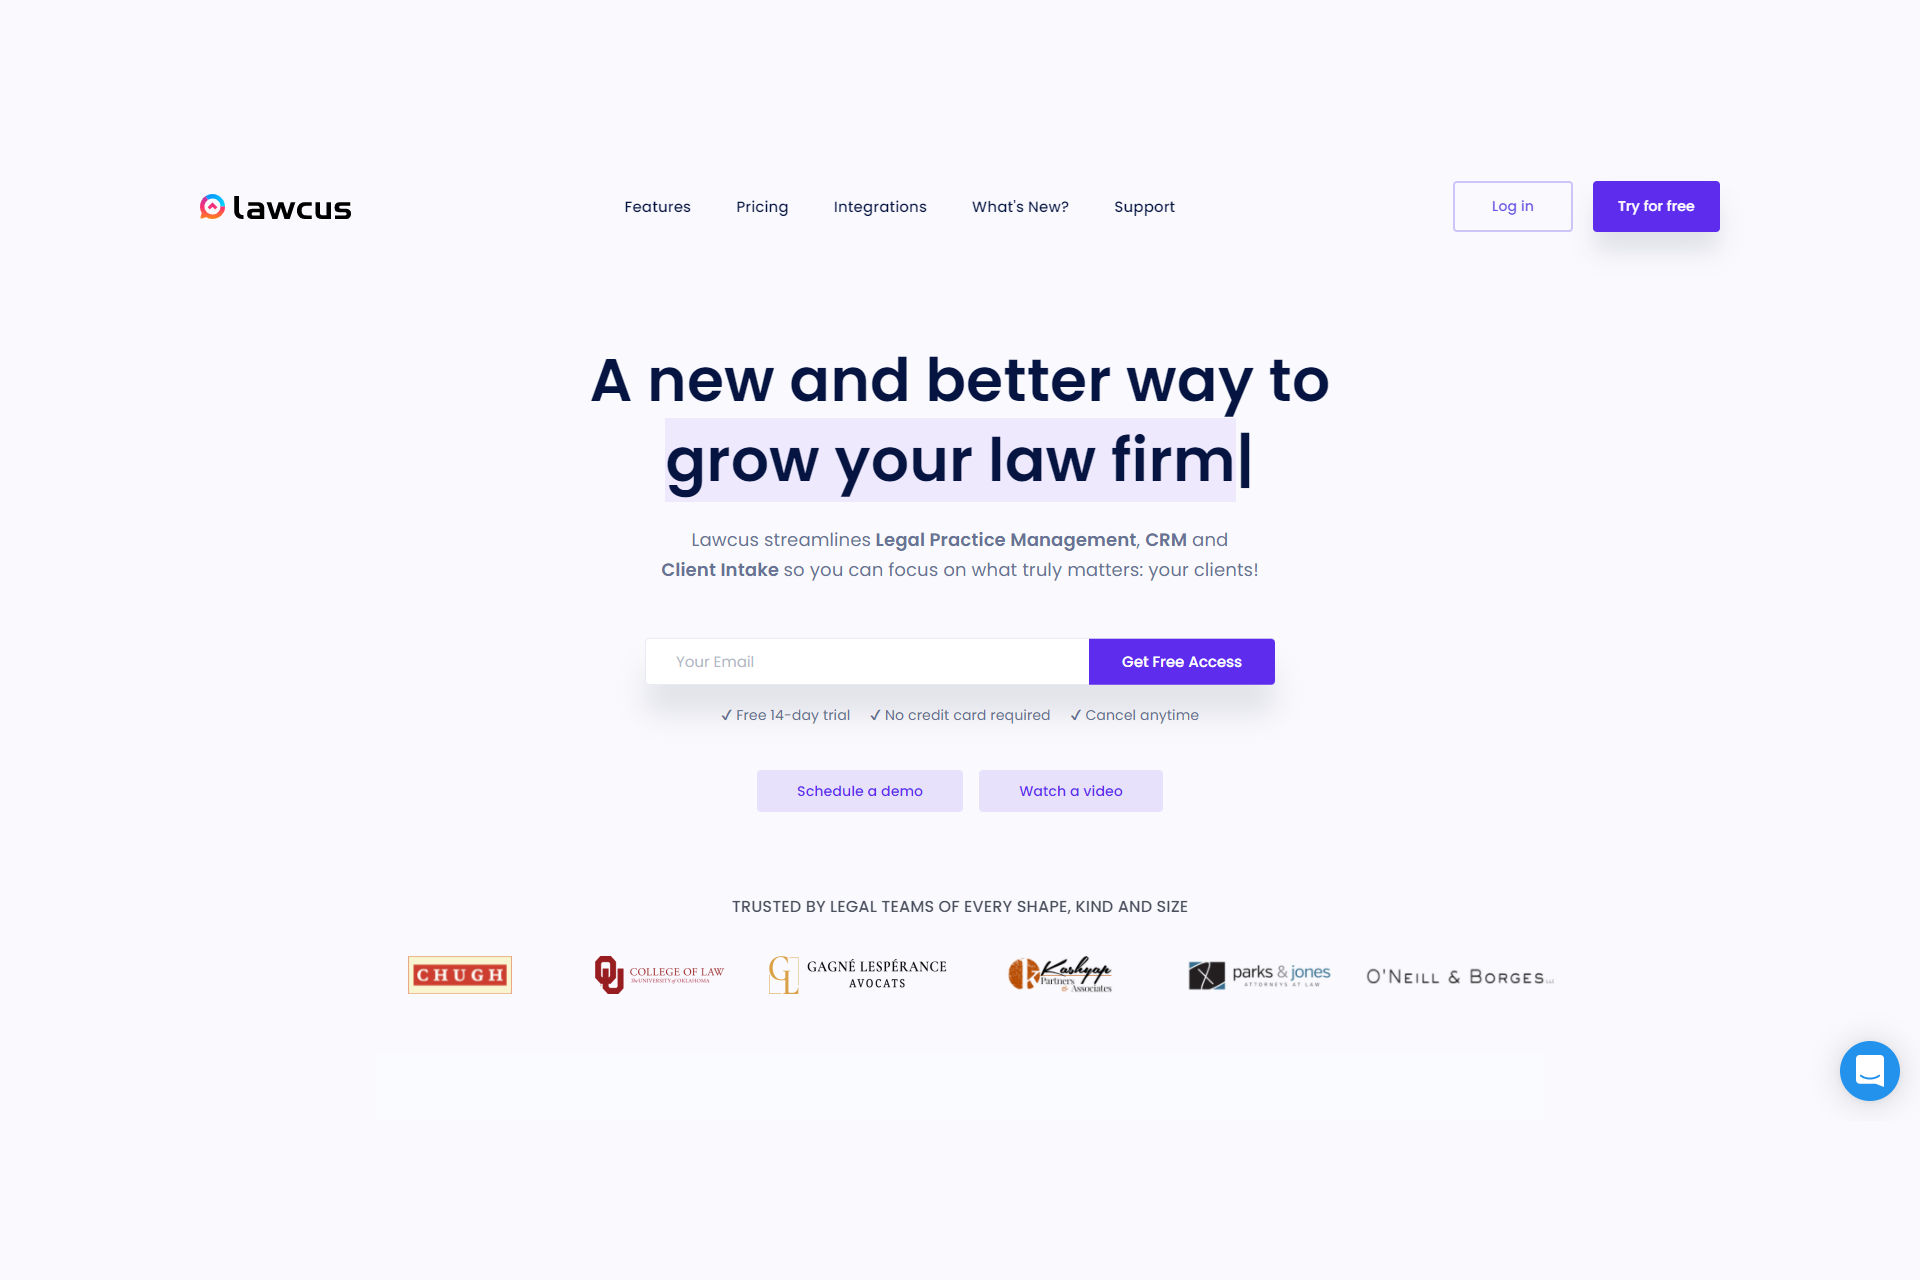 lawcus
Features
Pricing
Integrations
What's New?
Support
Log in
Try for free
A new and better way to
grow your law firm|
Lawcus streamlines Legal Practice Management, CRM and
Client Intake so you can focus on what truly matters: your clients!
Your Email
Get Free Access
✓ Free 14-day trial
✓ No credit card required
✓ Cancel anytime
Schedule a demo
Watch a video
TRUSTED BY LEGAL TEAMS OF EVERY SHAPE, KIND AND SIZE
CHUGH
OU
COLLEGE OF LAW
The UNIVERSITY of OKLAHOMA
GL
GAGNÉ LESPÉRANCE
AVOCATS
Kashyap
Partners
& Associates
parks & jones
ATTORNEYS AT LAW
O'NEILL & BORGES